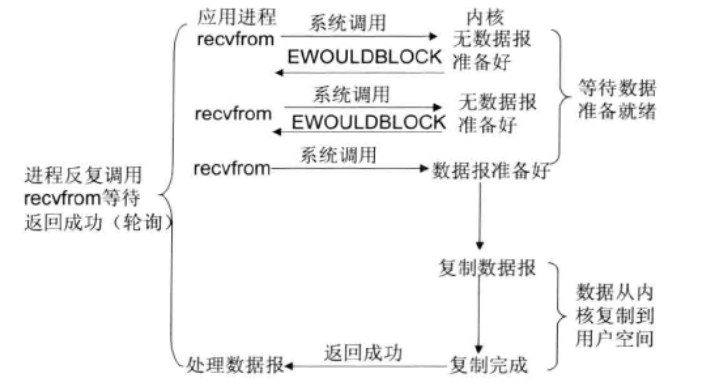 应用进程
系统调用
内核
recvfrom
无数据报
EWOULDBLOCK
准备好
系统调用
无数据报
recvfrom
EWOULDBLOCK
准备好
等待数据
准备就绪
recvfrom
系统调用
数据报准备好
进程反复调用
recvfrom等待
返回成功（轮询）
复制数据报
数据从内
核复制到
用户空间
处理数据报
返回成功
复制完成